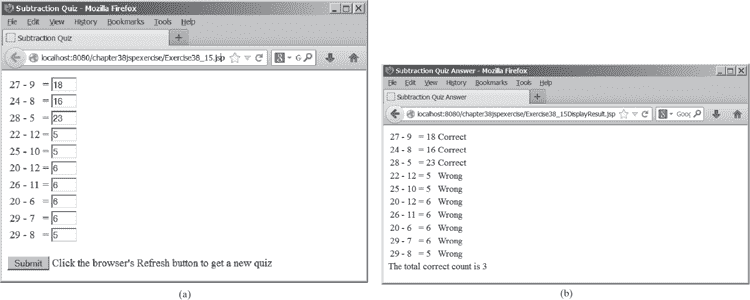 Subtraction Quiz - Mozilla Firefox
File Edit View History Bookmarks Tools Help
Subtraction Quiz +
localhost:8080/chapter38jspexercise/Exercise38_15.jsp
27 - 9 = 18
24 - 8 = 16
28 - 5 = 23
22 - 12 = 5
25 - 10 = 5
20 - 12 = 6
26 - 11 = 6
20 - 6 = 6
29 - 7 = 6
29 - 8 = 5
Submit Click the browser's Refresh button to get a new quiz
(a)
Subtraction Quiz Answer - Mozilla Firefox
File Edit View History Bookmarks Tools Help
Subtraction Quiz Answer +
localhost:8080/chapter38jspexercise/Exercise38_15DisplayResult.jsp Goo
27 - 9 = 18 Correct
24 - 8 = 16 Correct
28 - 5 = 23 Correct
22 - 12 = 5 Wrong
25 - 10 = 5 Wrong
20 - 12 = 6 Wrong
26 - 11 = 6 Wrong
20 - 6 = 6 Wrong
29 - 7 = 6 Wrong
29 - 8 = 5 Wrong
The total correct count is 3
(b)